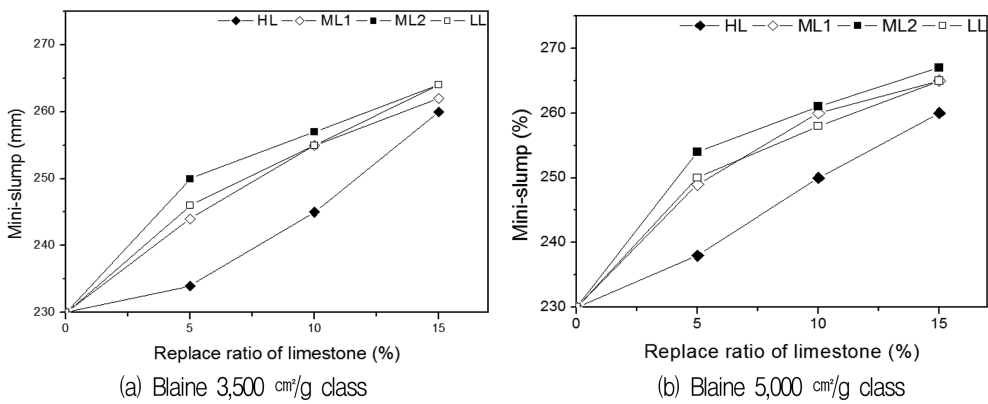 HL ML1 ML2 LL
270
260
250
240
230
0 5 10 15
Mini-slump (mm)
Replace ratio of limestone (%)
(a) Blaine 3,500 ㎠/g class
HL ML1 ML2 LL
270
260
250
240
230
0 5 10 15
Mini-slump (%)
Replace ratio of limestone (%)
(b) Blaine 5,000 ㎠/g class